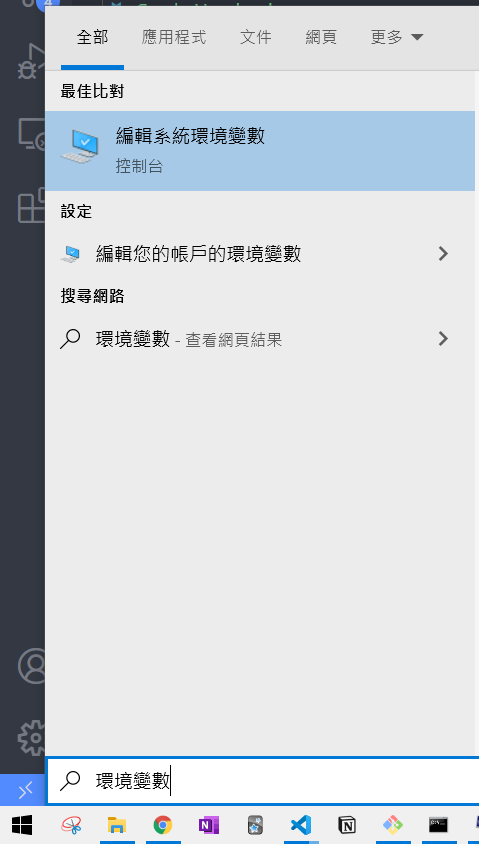 4
全部 應用程式 文件 網頁 更多
最佳比對
編輯系統環境變數
控制台
設定
編輯您的帳戶的環境變數
搜尋網路
環境變數 - 查看網頁結果
環境變數